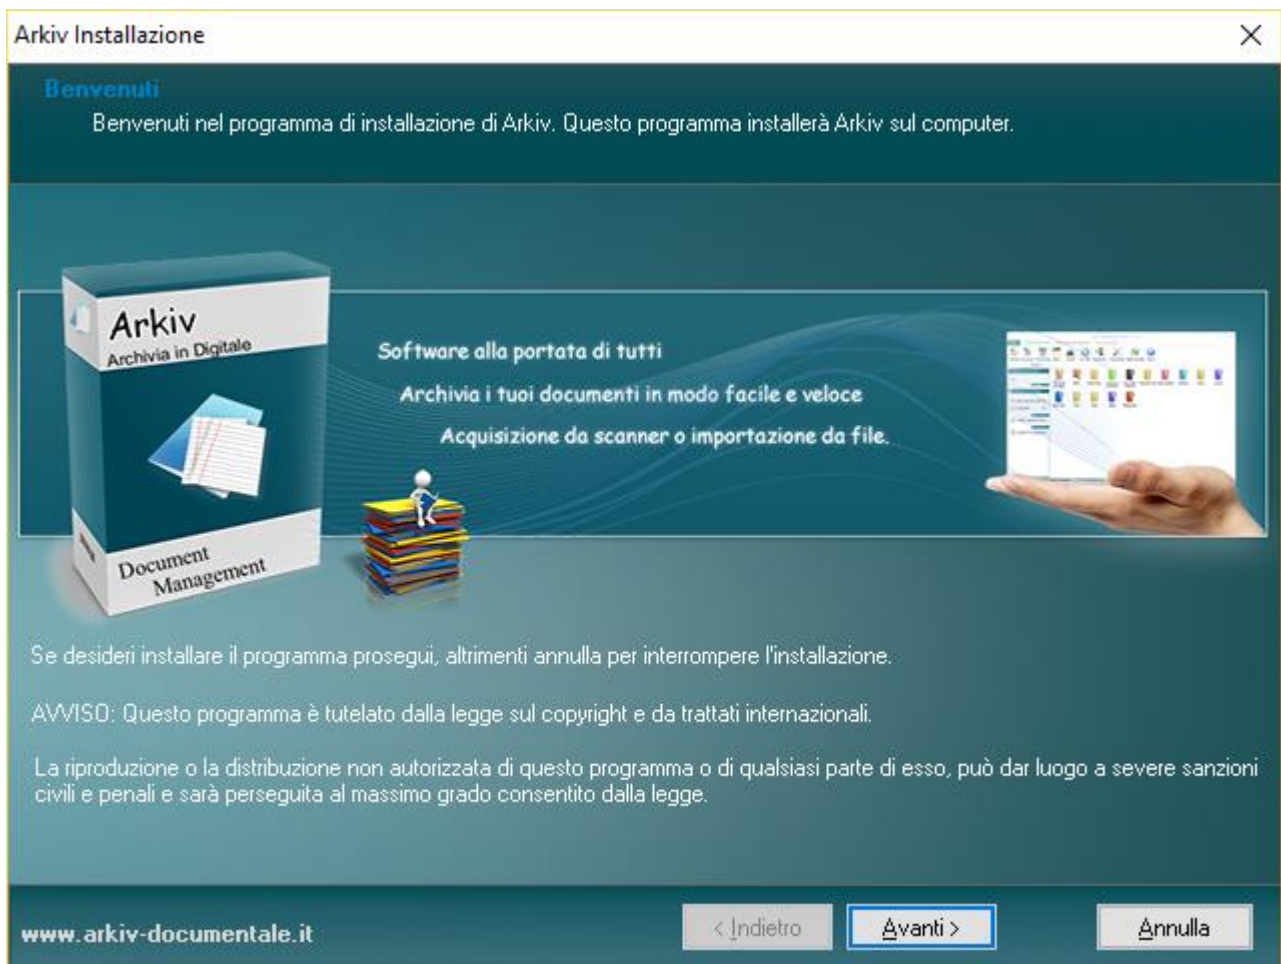 Arkiv Installazione
Benvenuti
Benvenuti nel programma di installazione di Arkiv. Questo programma installerà Arkiv sul computer.
Arkiv
Archivia in Digitale
Document
Management
Software alla portata di tutti
Archivia i tuoi documenti in modo facile e veloce
Acquisizione da scanner o importazione da file.
Se desideri installare il programma prosegui, altrimenti annulla per interrompere l'installazione.
AVVISO: Questo programma è tutelato dalla legge sul copyright e da trattati internazionali.
La riproduzione o la distribuzione non autorizzata di questo programma o di qualsiasi parte di esso, può dar luogo a severe sanzioni
civili e penali e sarà perseguita al massimo grado consentito dalla legge.
www.arkiv-documentale.it
< Indietro
Avanti >
Annulla